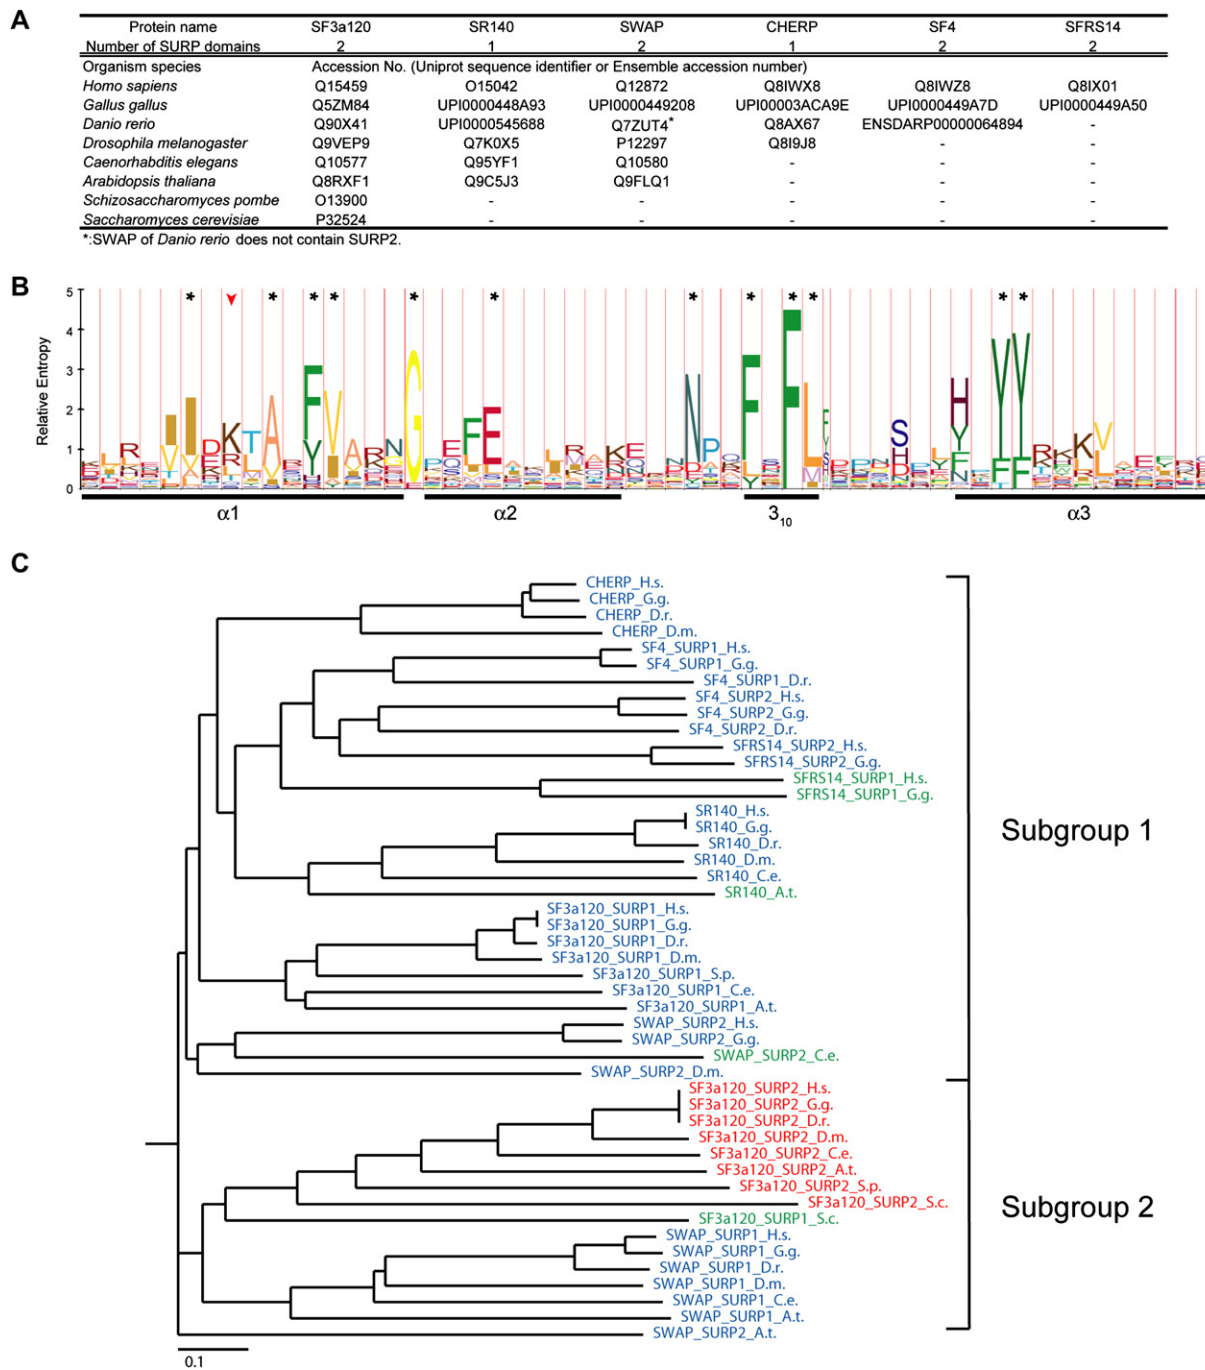 A
Protein name SF3a120 SR140 SWAP CHERP SF4 SFRS14
Number of SURP domains 2 1 2 1 2 2
Organism species Accession No. (Uniprot sequence identifier or Ensemble accession number)
Homo sapiens Q15459 O15042 Q12872 Q8IWX8 Q8IWZ8 Q8IX01
Gallus gallus Q5ZM84 UPI0000448A93 UPI0000449208 UPI00003ACA9E UPI0000449A7D UPI0000449A50
Danio rerio Q90X41 UPI0000545688 Q7ZUT4* Q8AX67 ENSDARP00000064894 -
Drosophila melanogaster Q9VEP9 Q7K0X5 P12297 Q8I9J8 - -
Caenorhabditis elegans Q10577 Q95YF1 Q10580 - - -
Arabidopsis thaliana Q8RXF1 Q9C5J3 Q9FLQ1 - - -
Schizosaccharomyces pombe O13900 - - - - -
Saccharomyces cerevisiae P32524 - - - - -
*:SWAP of Danio rerio does not contain SURP2.
B
Relative Entropy
5
4
3
2
1
0
* * * * * * * * * * * *
α1 α2 3₁₀ α3
C
CHERP_H.s.
CHERP_G.g.
CHERP_D.r.
CHERP_D.m.
SF4_SURP1_H.s.
SF4_SURP1_G.g.
SF4_SURP1_D.r.
SF4_SURP2_H.s.
SF4_SURP2_G.g.
SF4_SURP2_D.r.
SFRS14_SURP2_H.s.
SFRS14_SURP2_G.g.
SFRS14_SURP1_H.s.
SFRS14_SURP1_G.g.
SR140_H.s.
SR140_G.g.
Subgroup 1
SR140_D.r.
SR140_D.m.
SR140_C.e.
SR140_A.t.
SF3a120_SURP1_H.s.
SF3a120_SURP1_G.g.
SF3a120_SURP1_D.r.
SF3a120_SURP1_D.m.
SF3a120_SURP1_S.p.
SF3a120_SURP1_C.e.
SF3a120_SURP1_A.t.
SWAP_SURP2_H.s.
SWAP_SURP2_G.g.
SWAP_SURP2_C.e.
SWAP_SURP2_D.m.
SF3a120_SURP2_H.s.
SF3a120_SURP2_G.g.
SF3a120_SURP2_D.r.
SF3a120_SURP2_D.m.
SF3a120_SURP2_C.e.
SF3a120_SURP2_A.t.
SF3a120_SURP2_S.p.
SF3a120_SURP2_S.c.
Subgroup 2
SF3a120_SURP1_S.c.
SWAP_SURP1_H.s.
SWAP_SURP1_G.g.
SWAP_SURP1_D.r.
SWAP_SURP1_D.m.
SWAP_SURP1_C.e.
SWAP_SURP1_A.t.
SWAP_SURP2_A.t.
0.1